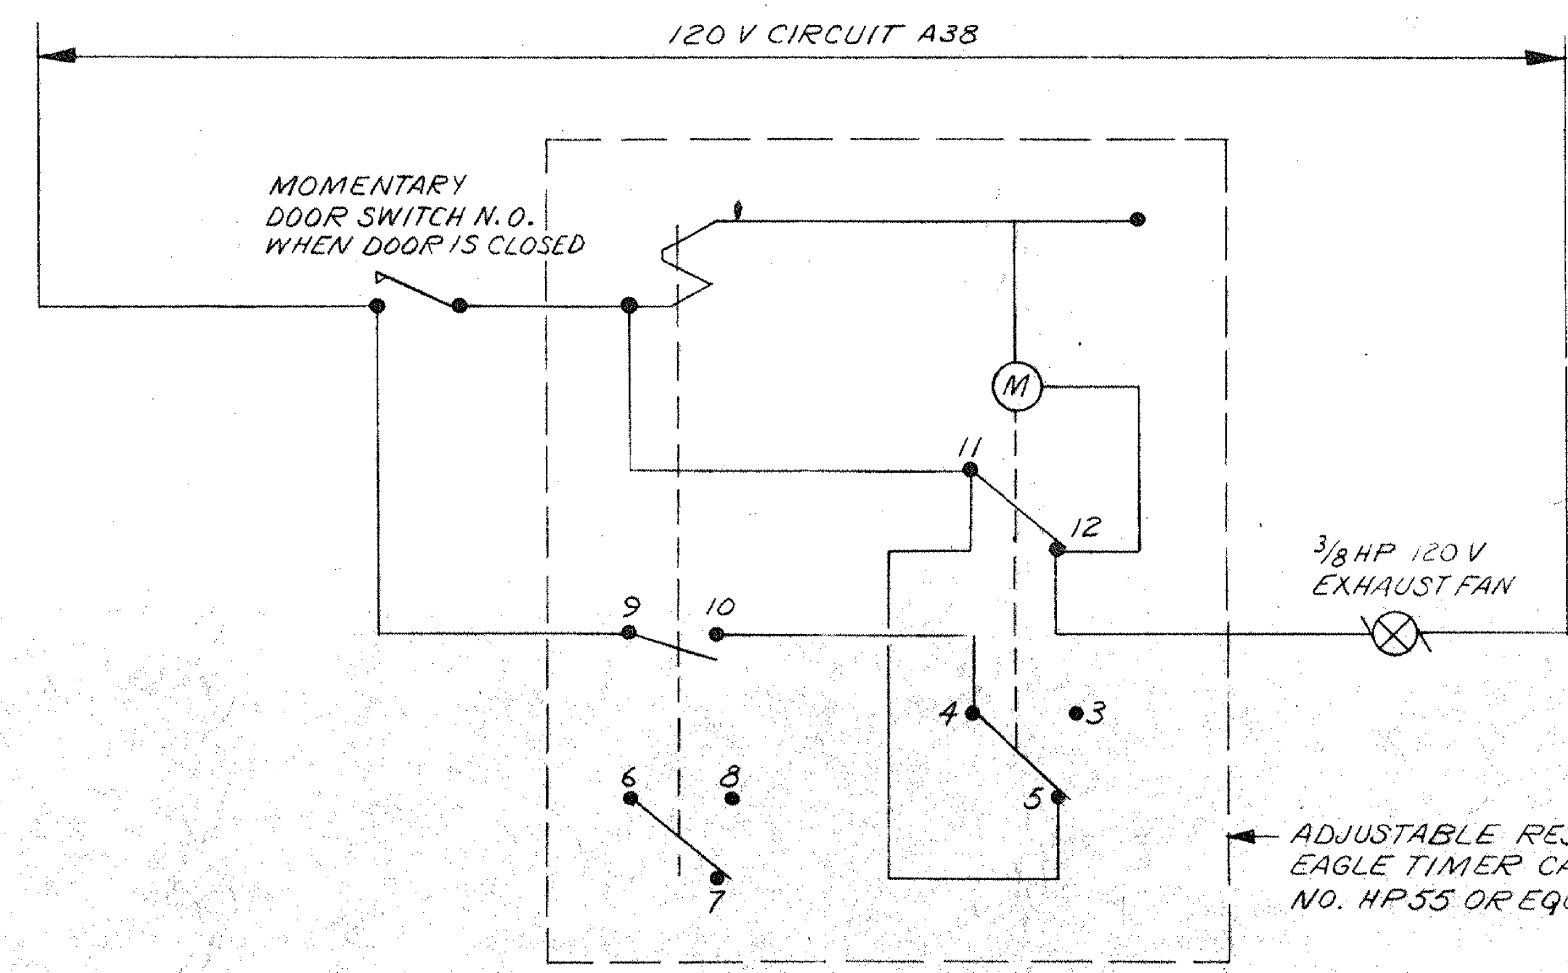 120 V CIRCUIT A38
MOMENTARY
DOOR SWITCH N.O.
WHEN DOOR IS CLOSED
M
11
12
3/8 HP 120 V
EXHAUST FAN
9
10
4
3
6
8
5
7
ADJUSTABLE
EAGLE TIMER
NO. HP55 OR